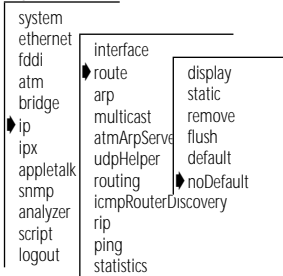 system
ethernet
fddi
atm
bridge
ip
ipx
appletalk
snmp
analyzer
script
logout
interface
route
arp
multicast
atmArpServe
udpHelper
routing
icmpRouterDiscovery
rip
ping
statistics
display
static
remove
flush
default
noDefault